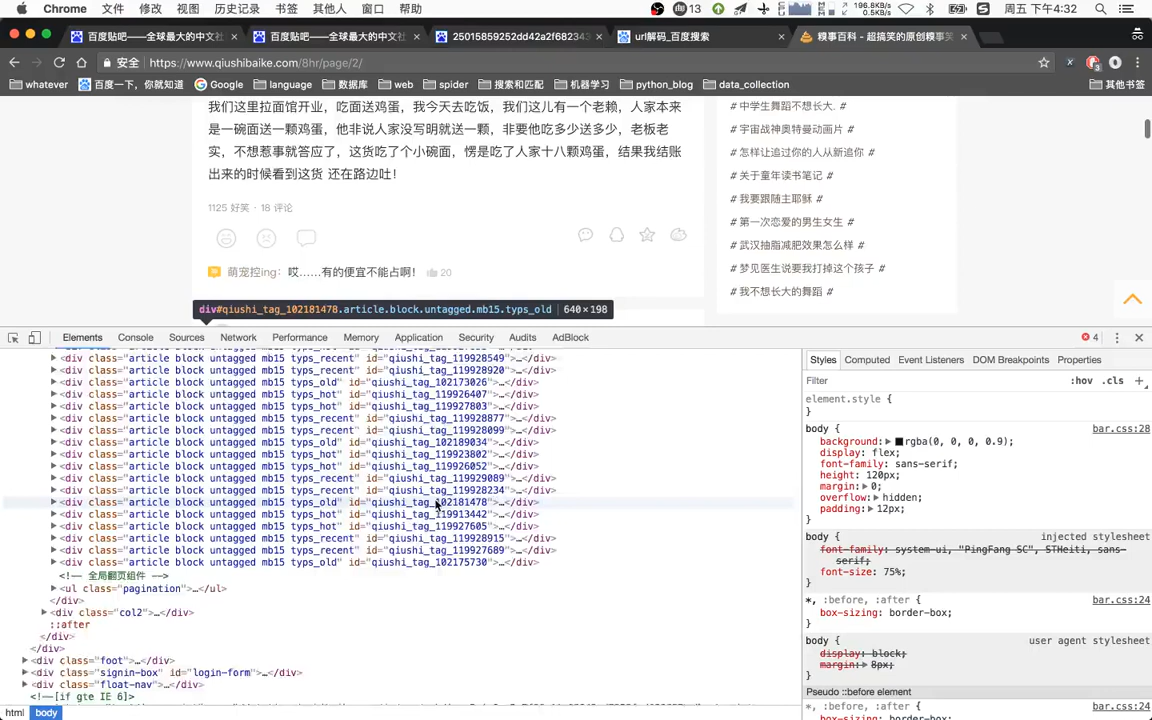 Chrome 文件 修改 视图 历史记录 书签 其他人 窗口 帮助 13 196.8KB/s 0.5KB/s 周五 下午4:32
百度贴吧——全球最大的中文社 × 百度贴吧——全球最大的中文社 × 25015859252dd42a2f682343 × url解码_百度搜索 × 糗事百科 - 超搞笑的原创糗事笑 ×
安全 https://www.qiushibaike.com/8hr/page/2/
whatever 百度一下，你就知道 Google language 数据库 web spider 搜索和匹配 机器学习 python_blog data_collection 其他书签
我们这里拉面馆开业，吃面送鸡蛋，我今天去吃饭，我们这儿有一个老赖，人家本来
是一碗面送一颗鸡蛋，他非说人家没写明就送一颗，非要他吃多少送多少，老板老
实，不想惹事就答应了，这货吃了个小碗面，愣是吃了人家十八颗鸡蛋，结果我结账
出来的时候看到这货 还在路边吐！
1125 好笑 · 18 评论
萌宠控ing: 哎……有的便宜不能占啊！ 20
# 中学生舞蹈不想长大. #
# 宇宙战神奥特曼动画片 #
# 怎样让追过你的人从新追你 #
# 关于童年读书笔记 #
# 我要跟随主耶稣 #
# 第一次恋爱的男生女生 #
# 武汉抽脂减肥效果怎么样 #
# 梦见医生说要我打掉这个孩子 #
# 我不想长大的舞蹈 #
div#qiushi_tag_102181478.article.block.untagged.mb15.typs_old | 640×198
Elements Console Sources Network Performance Memory Application Security Audits AdBlock 4
<div class="article block untagged mb15 typs_recent" id="qiushi_tag_119928549">…</div>
<div class="article block untagged mb15 typs_recent" id="qiushi_tag_119928920">…</div>
<div class="article block untagged mb15 typs_old" id="qiushi_tag_102173026">…</div>
<div class="article block untagged mb15 typs_hot" id="qiushi_tag_119926407">…</div>
<div class="article block untagged mb15 typs_hot" id="qiushi_tag_119927803">…</div>
<div class="article block untagged mb15 typs_recent" id="qiushi_tag_119928877">…</div>
<div class="article block untagged mb15 typs_recent" id="qiushi_tag_119928099">…</div>
<div class="article block untagged mb15 typs_old" id="qiushi_tag_102189034">…</div>
<div class="article block untagged mb15 typs_hot" id="qiushi_tag_119923802">…</div>
<div class="article block untagged mb15 typs_hot" id="qiushi_tag_119926052">…</div>
<div class="article block untagged mb15 typs_recent" id="qiushi_tag_119929089">…</div>
<div class="article block untagged mb15 typs_recent" id="qiushi_tag_119928234">…</div>
<div class="article block untagged mb15 typs_old" id="qiushi_tag_102181478">…</div>
<div class="article block untagged mb15 typs_hot" id="qiushi_tag_119913442">…</div>
<div class="article block untagged mb15 typs_hot" id="qiushi_tag_119927605">…</div>
<div class="article block untagged mb15 typs_recent" id="qiushi_tag_119928915">…</div>
<div class="article block untagged mb15 typs_recent" id="qiushi_tag_119927689">…</div>
<div class="article block untagged mb15 typs_old" id="qiushi_tag_102175730">…</div>
<!-- 全局翻页组件 -->
<ul class="pagination">…</ul>
</div>
<div class="col2">…</div>
::after
</div>
</div>
<div class="foot">…</div>
<div class="signin-box" id="login-form">…</div>
<div class="float-nav">…</div>
<!--[if gte IE 6]>
html body
Styles Computed Event Listeners DOM Breakpoints Properties
Filter :hov .cls +
element.style {
}
body { bar.css:28
background: rgba(0, 0, 0, 0.9);
display: flex;
font-family: sans-serif;
height: 120px;
margin: 0;
overflow: hidden;
padding: 12px;
}
body { injected stylesheet
font-family: system-ui, "PingFang SC", STHeiti, sans-
serif;
font-size: 75%;
}
*, :before, :after { bar.css:24
box-sizing: border-box;
}
body { user agent stylesheet
display: block;
margin: 8px;
}
Pseudo ::before element
*, :before, :after { bar.css:24